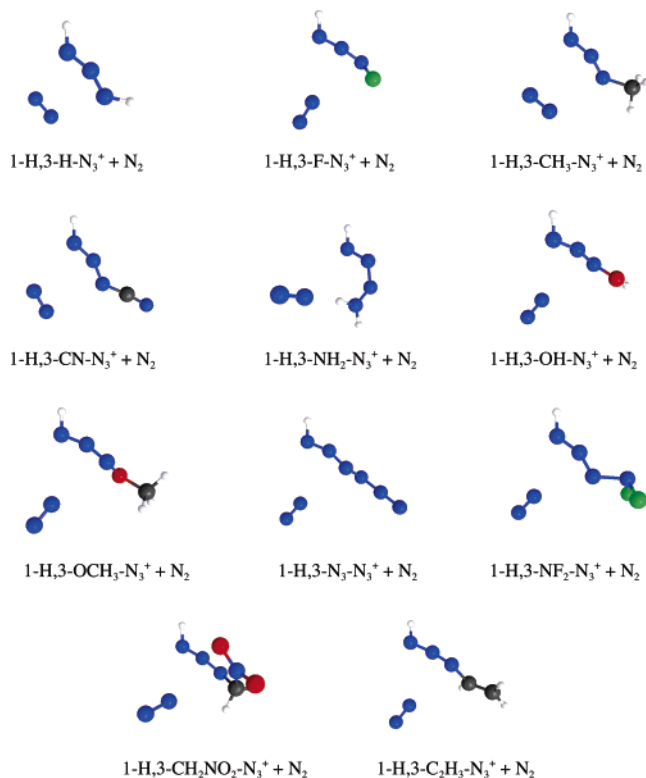 1-H,3-H-N₃⁺ + N₂
1-H,3-F-N₃⁺ + N₂
1-H,3-CH₃-N₃⁺ + N₂
1-H,3-CN-N₃⁺ + N₂
1-H,3-NH₂-N₃⁺ + N₂
1-H,3-OH-N₃⁺ + N₂
1-H,3-OCH₃-N₃⁺ + N₂
1-H,3-N₃-N₃⁺ + N₂
1-H,3-NF₂-N₃⁺ + N₂
1-H,3-CH₂NO₂-N₃⁺ + N₂
1-H,3-C₂H₃-N₃⁺ + N₂